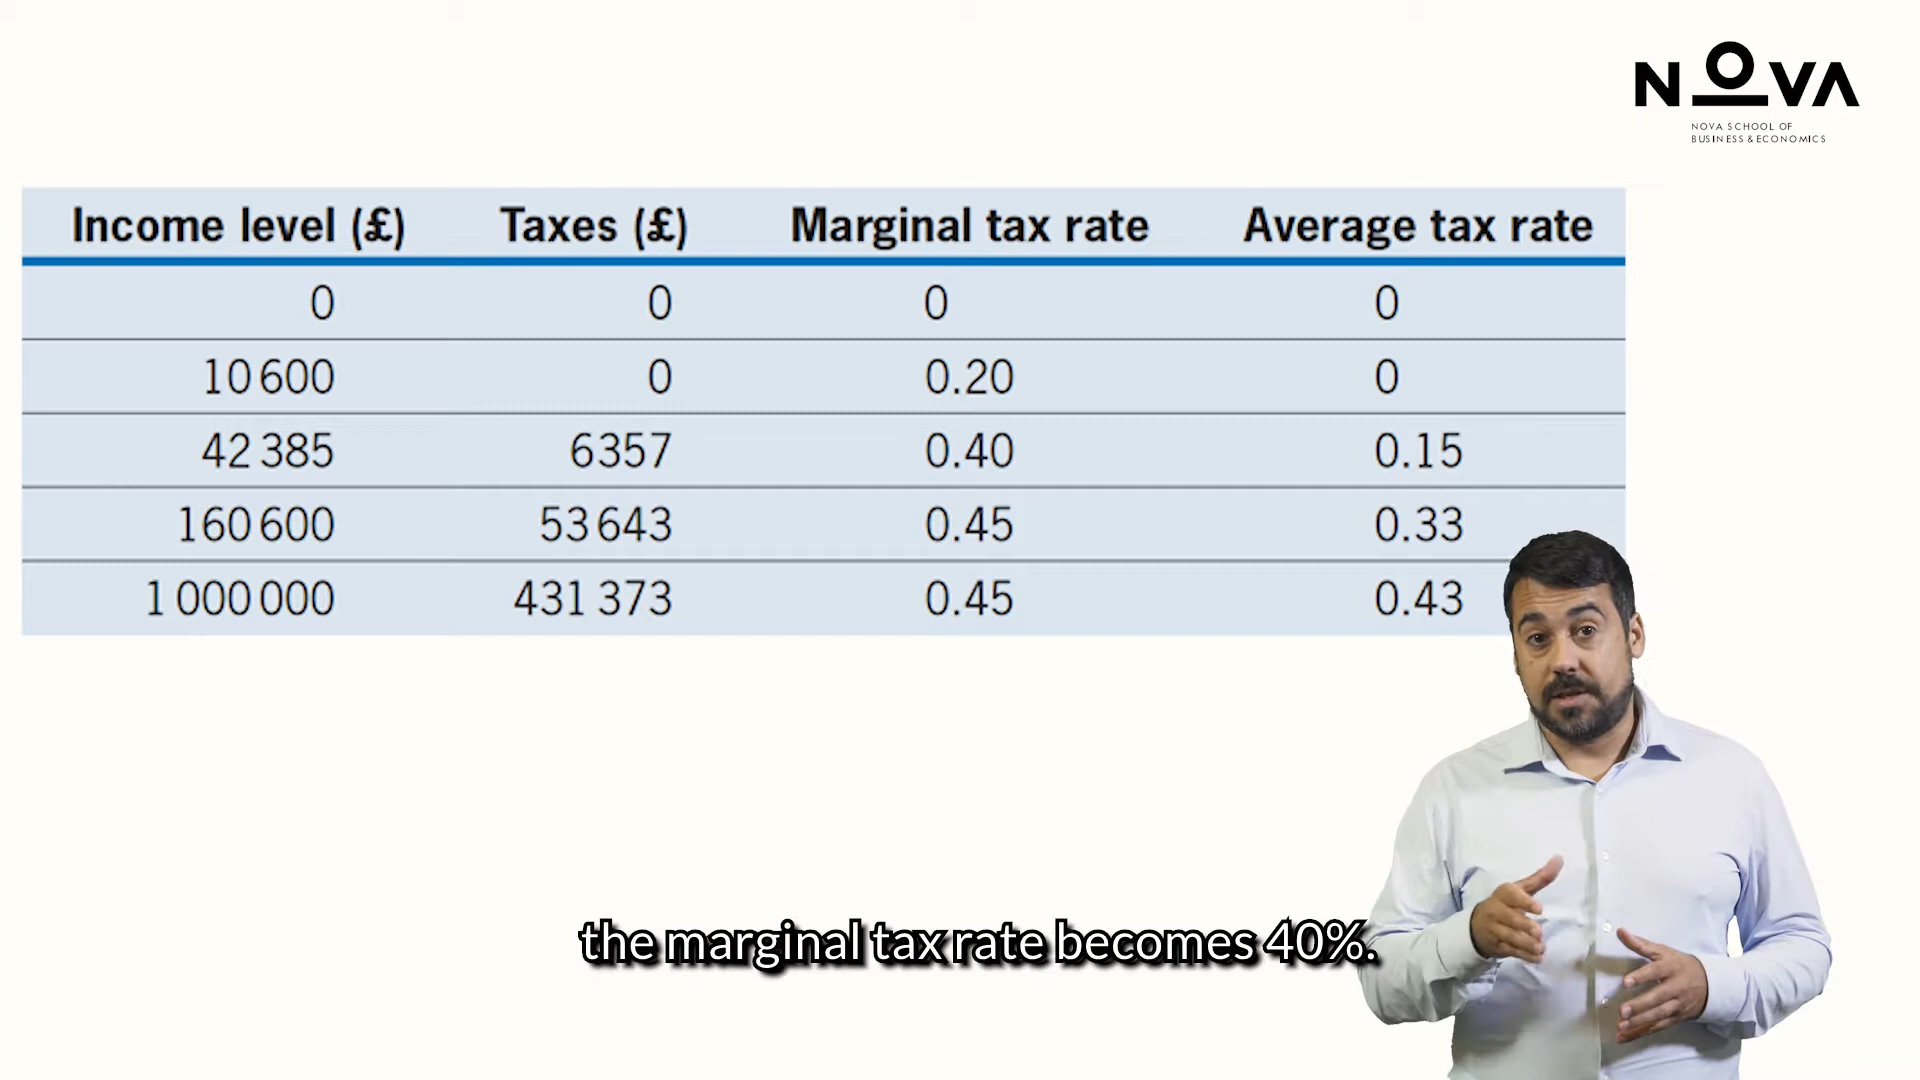 NOVA
NOVA SCHOOL OF
BUSINESS & ECONOMICS
Income level (£) Taxes (£) Marginal tax rate Average tax rate
0 0 0 0
10 600 0 0.20 0
42 385 6357 0.40 0.15
160 600 53 643 0.45 0.33
1 000 000 431 373 0.45 0.43
the marginal tax rate becomes 40%.